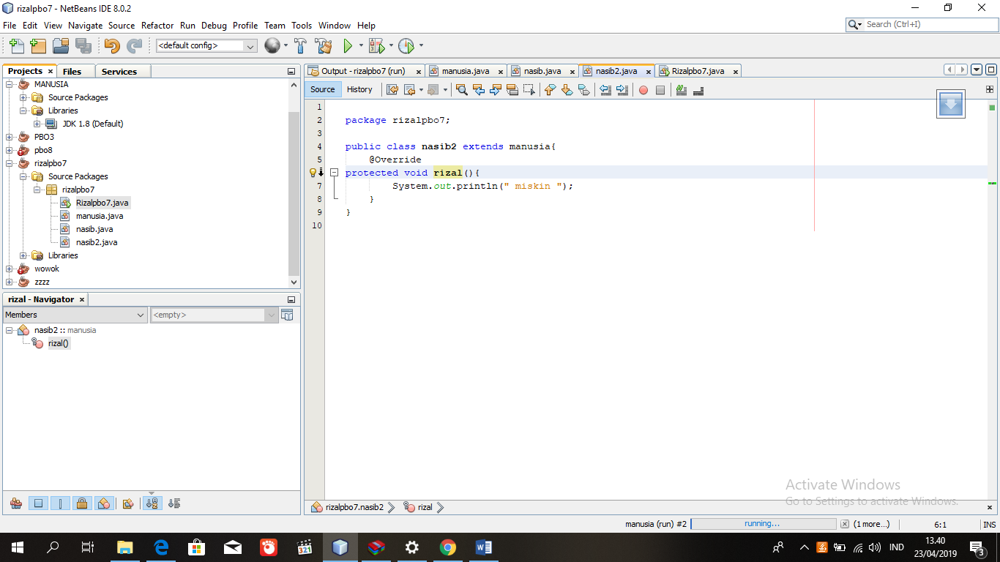 rizalpbo7 - NetBeans IDE 8.0.2
File Edit View Navigate Source Refactor Run Debug Profile Team Tools Window Help
Search (Ctrl+I)
<default config>
Projects Files Services
MANUSIA
Source Packages
Libraries
JDK 1.8 (Default)
PBO3
pbo8
rizalpbo7
Source Packages
rizalpbo7
Rizalpbo7.java
manusia.java
nasib.java
nasib2.java
Libraries
wowok
zzzz
rizal - Navigator
Members <empty>
nasib2 :: manusia
rizal()
Output - rizalpbo7 (run) manusia.java nasib.java nasib2.java Rizalpbo7.java
Source History
1
2 package rizalpbo7;
3
4 public class nasib2 extends manusia{
5 @Override
protected void rizal(){
7 System.out.println(" miskin ");
8 }
9 }
10
Activate Windows
Go to Settings to activate Windows.
rizalpbo7.nasib2 rizal
manusia (run) #2 running... (1 more...) 6:1 INS
321
IND
13.40
23/04/2019
3